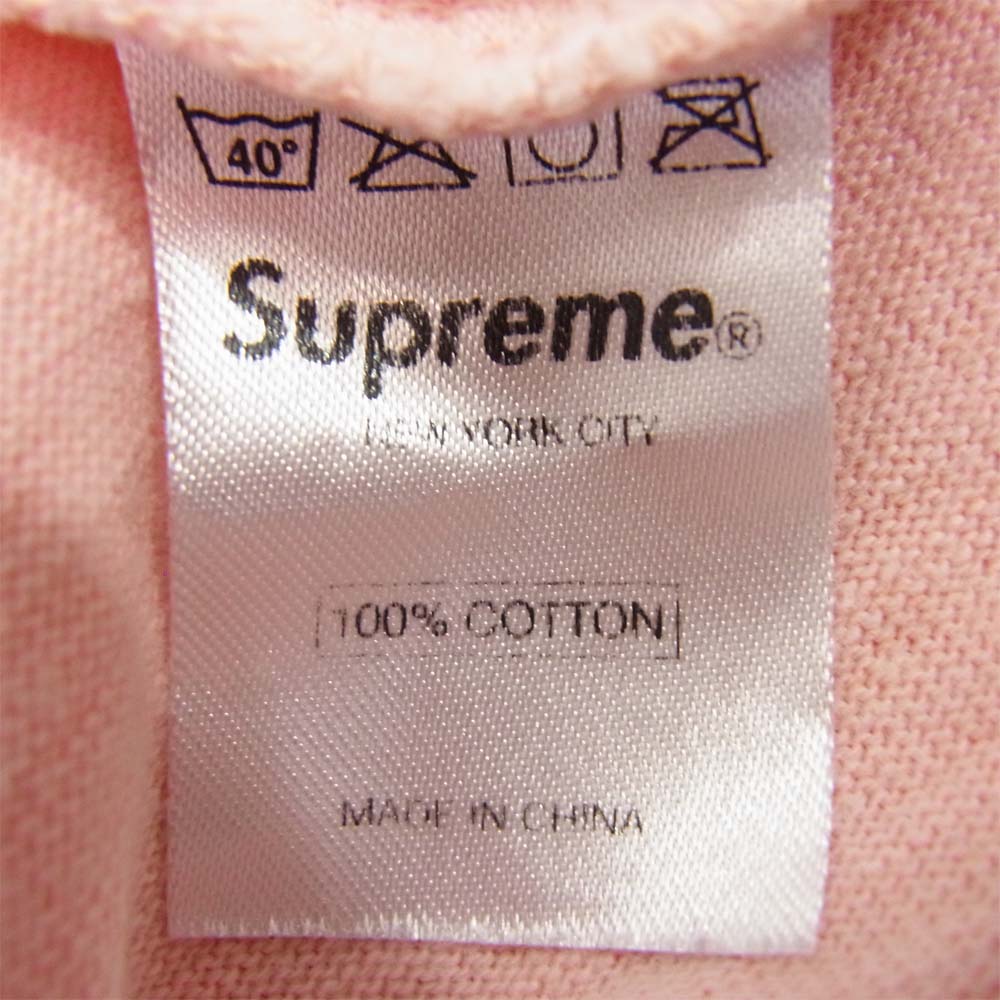 40°
Supreme®
NEW YORK CITY
100% COTTON
MADE IN CHINA